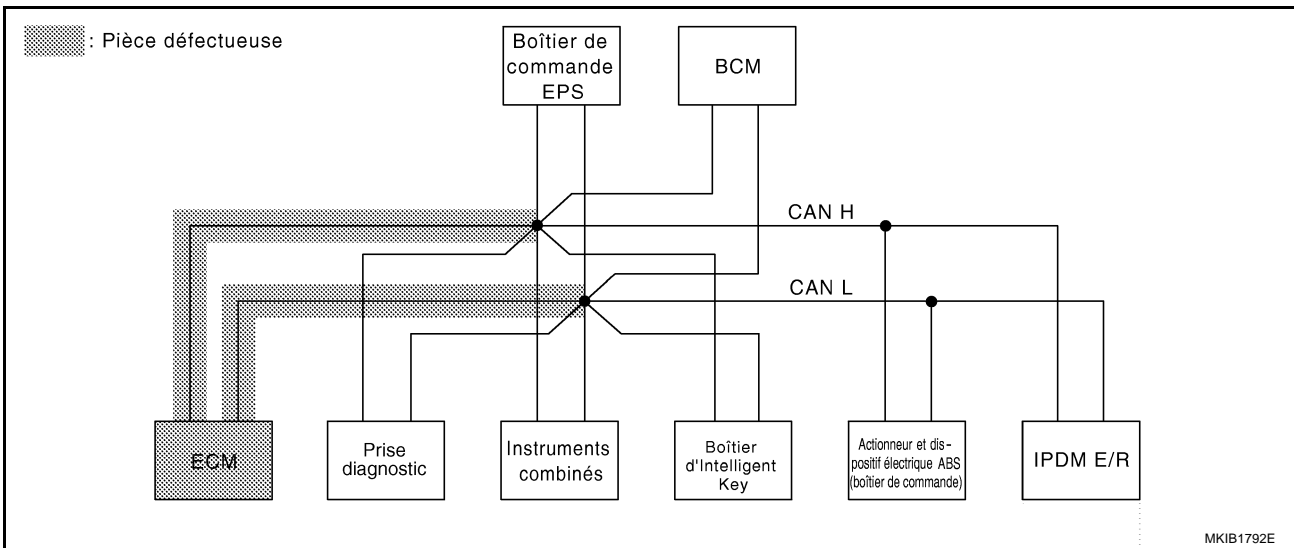 : Pièce défectueuse
Boîtier de
commande
EPS
BCM
CAN H
CAN L
ECM
Prise
diagnostic
Instruments
combinés
Boîtier
d'Intelligent
Key
Actionneur et dis-
positif électrique ABS
(boîtier de commande)
IPDM E/R
MKIB1792E